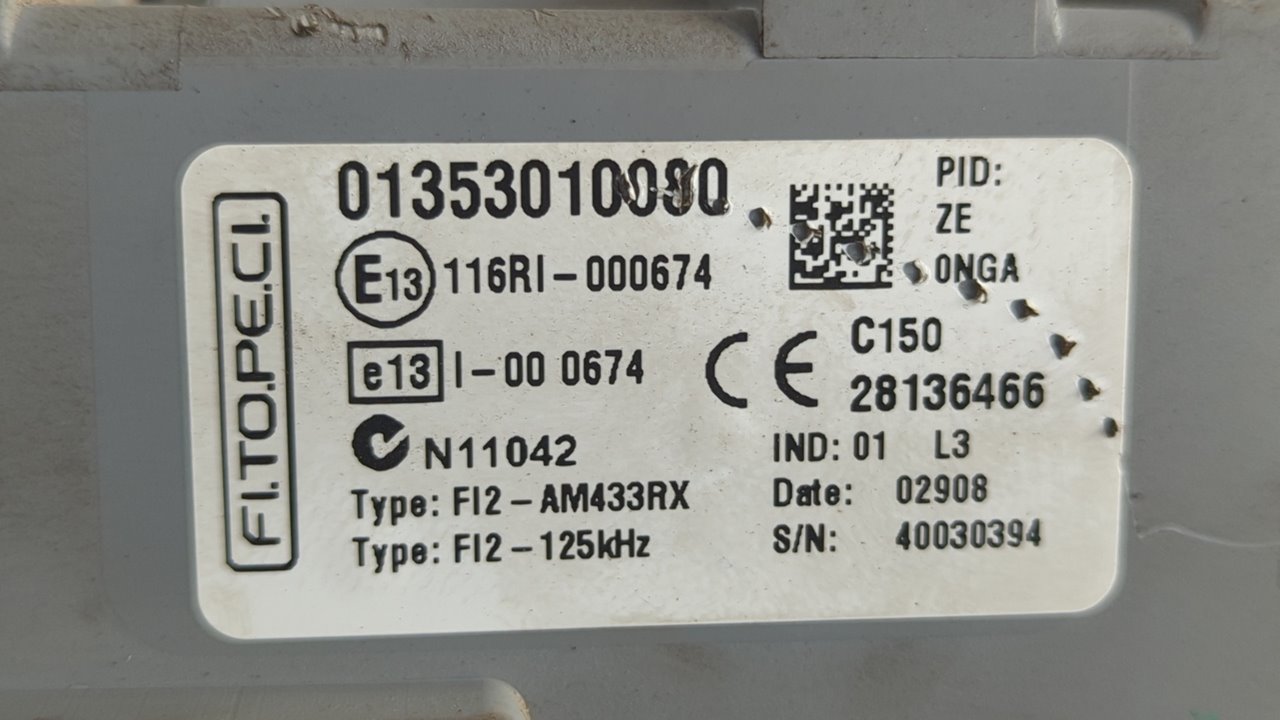 FI.TO.PE.CI.
01353010080
E13 116RI-000674
e13 I-00 0674
N11042
Type: FI2-AM433RX
Type: FI2-125kHz
PID:
ZE
0NGA
CE
C150
28136466
IND: 01 L3
Date: 02908
S/N: 40030394